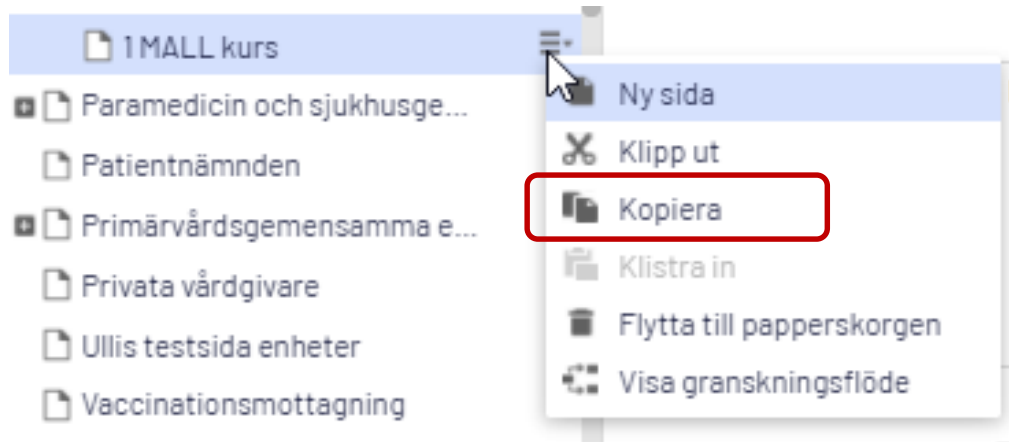 1 MALL kurs
Paramedicin och sjukhusge...
Patientnämnden
Primärvårdsgemensamma e...
Privata vårdgivare
Ullis testsida enheter
Vaccinationsmottagning
Ny sida
Klipp ut
Kopiera
Klistra in
Flytta till papperskorgen
Visa granskningsflöde